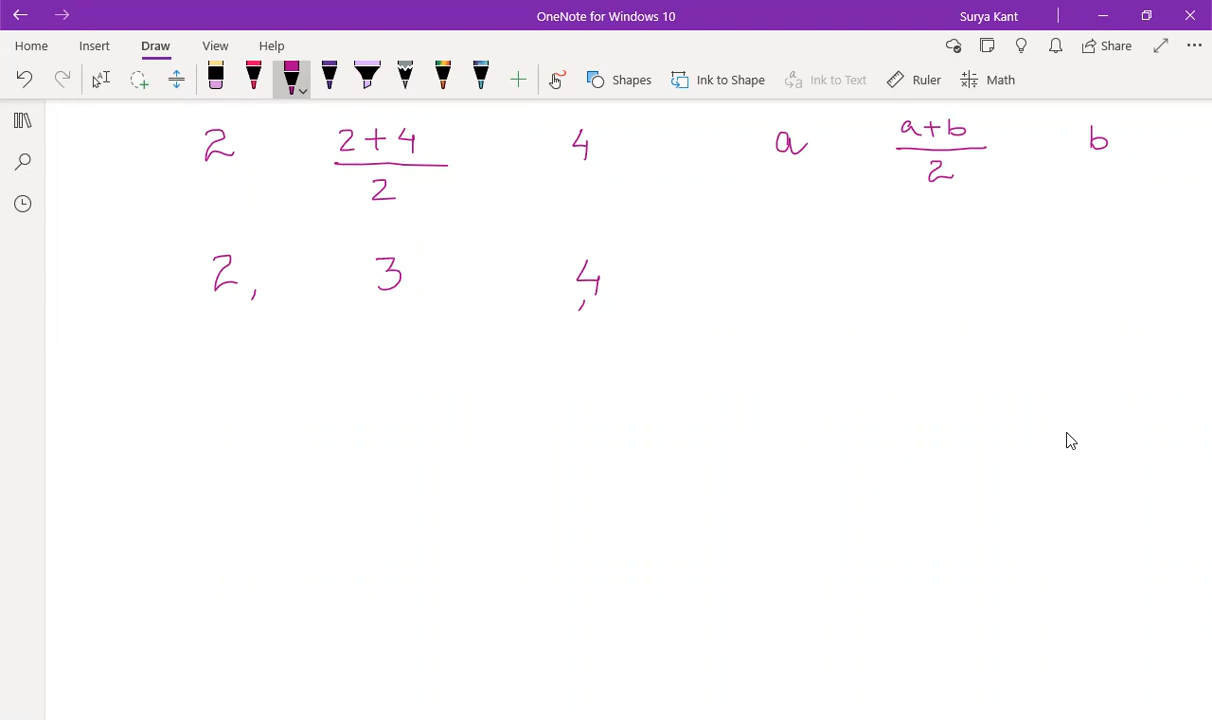 OneNote for Windows 10 Surya Kant
Home Insert Draw View Help Share
Shapes Ink to Shape Ink to Text Ruler Math
2 2+4 4 a a+b b
2 2
2, 3 4,